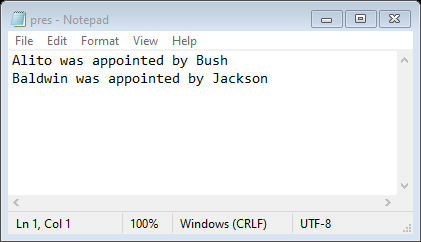 pres - Notepad
File Edit Format View Help
Alito was appointed by Bush
Baldwin was appointed by Jackson
Ln 1, Col 1 100% Windows (CRLF) UTF-8